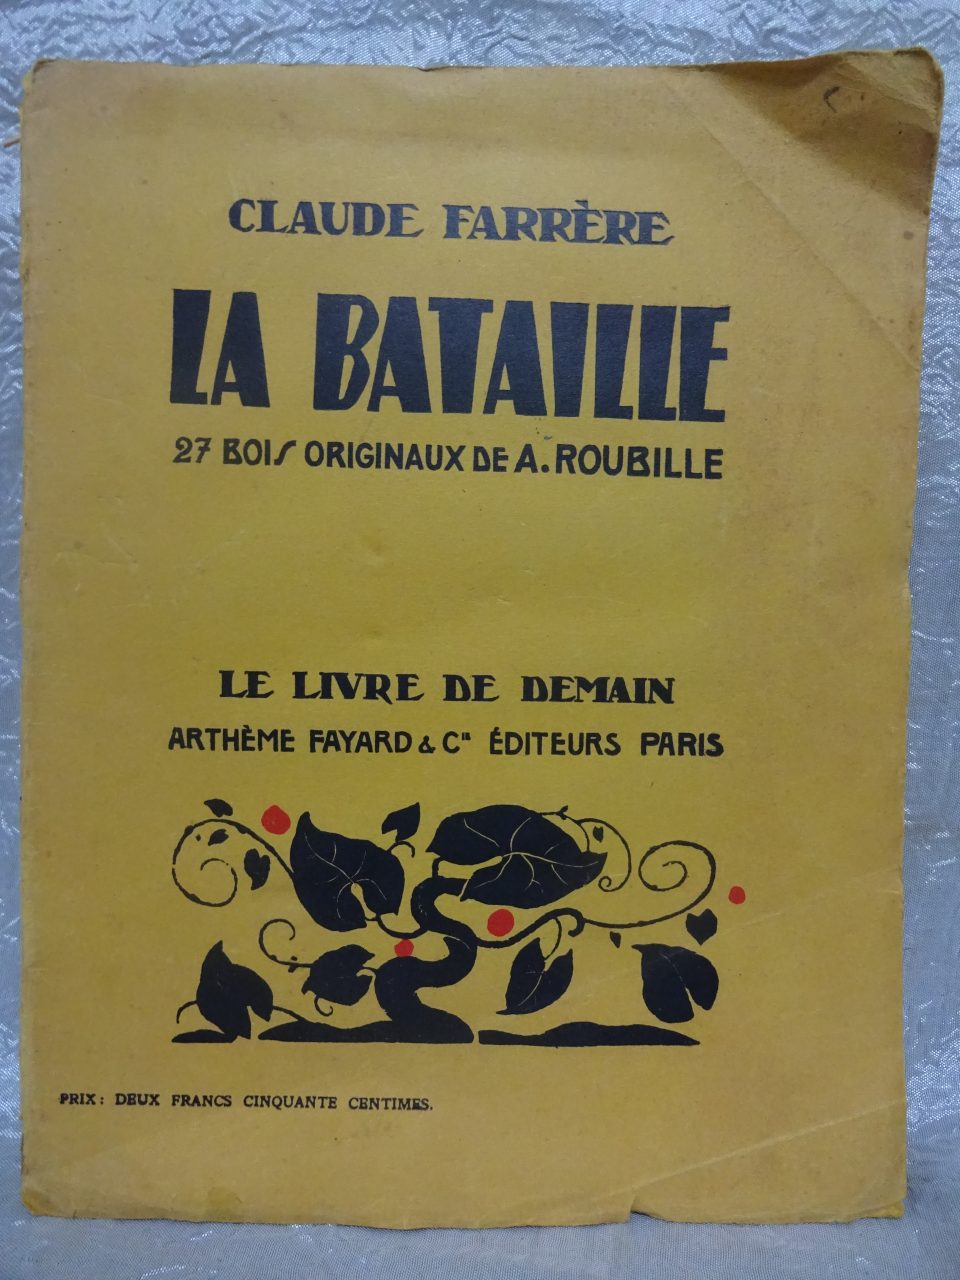 CLAUDE FARRÈRE
LA BATAILLE
27 BOIS ORIGINAUX DE A. ROUBILLE
LE LIVRE DE DEMAIN
ARTHÈME FAYARD & Cie ÉDITEURS PARIS
PRIX : DEUX FRANCS CINQUANTE CENTIMES.